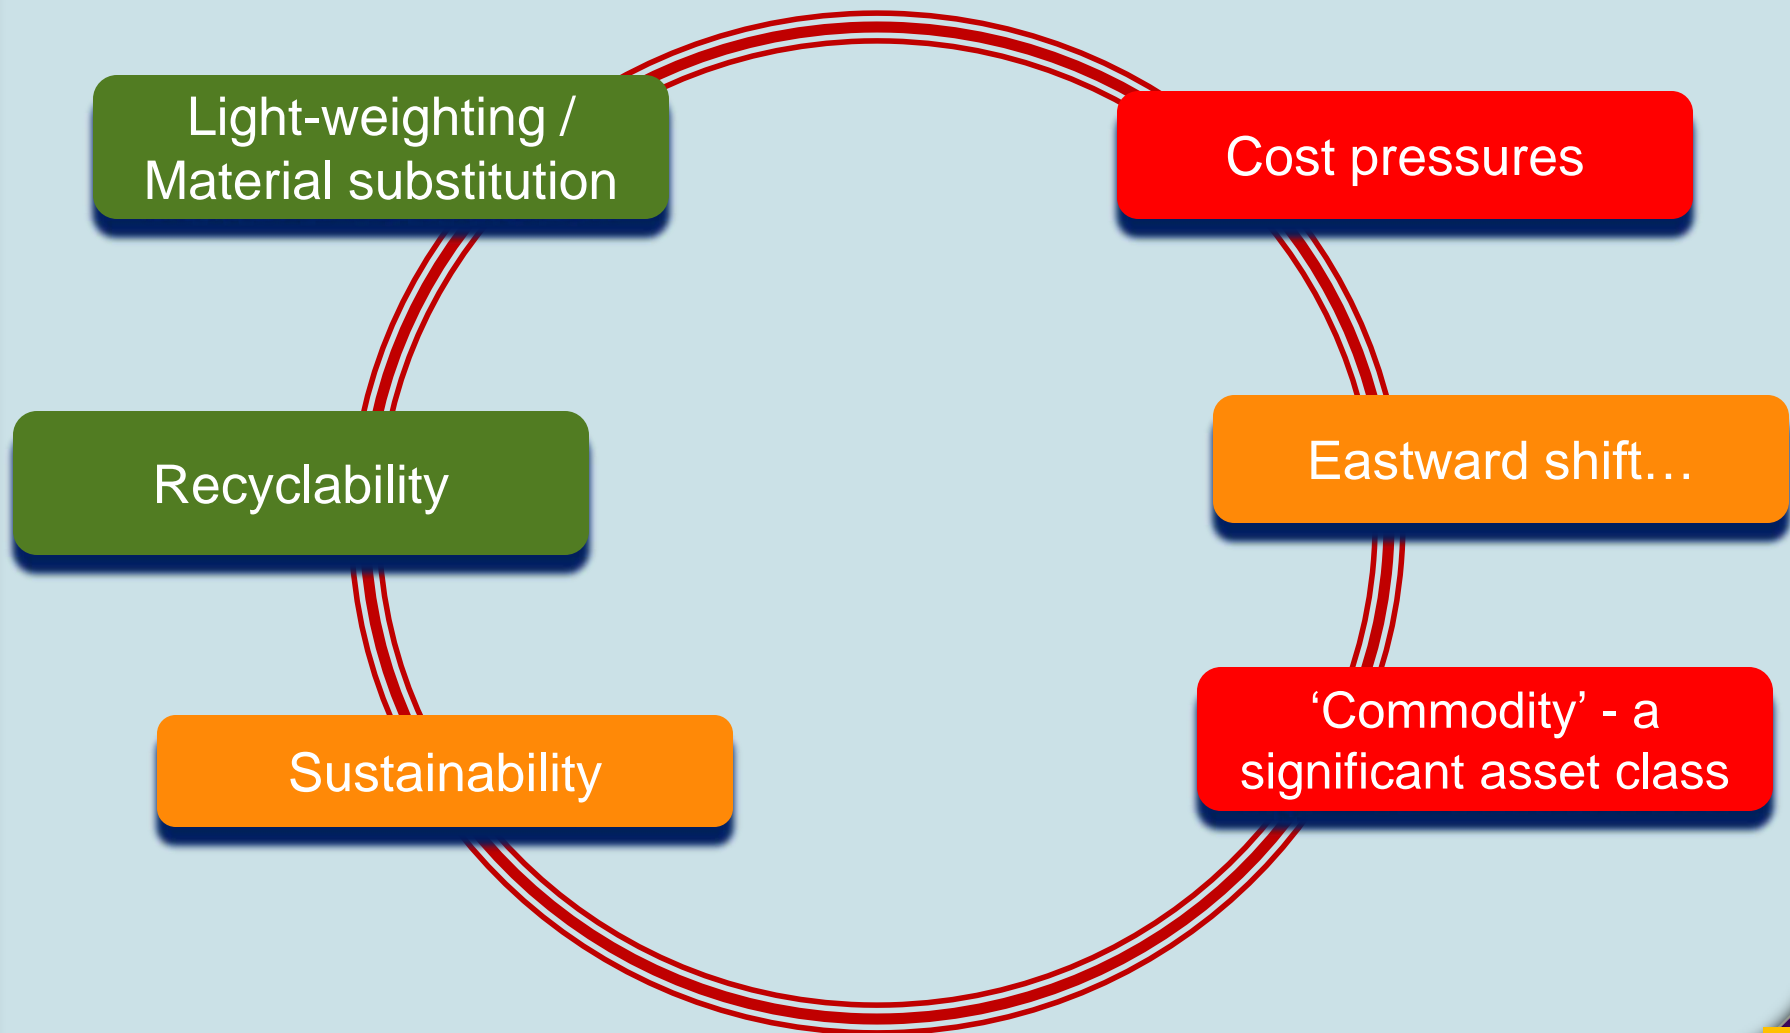 Light-weighting /
Material substitution
Cost pressures
Recyclability
Eastward shift…
Sustainability
‘Commodity’ - a
significant asset class